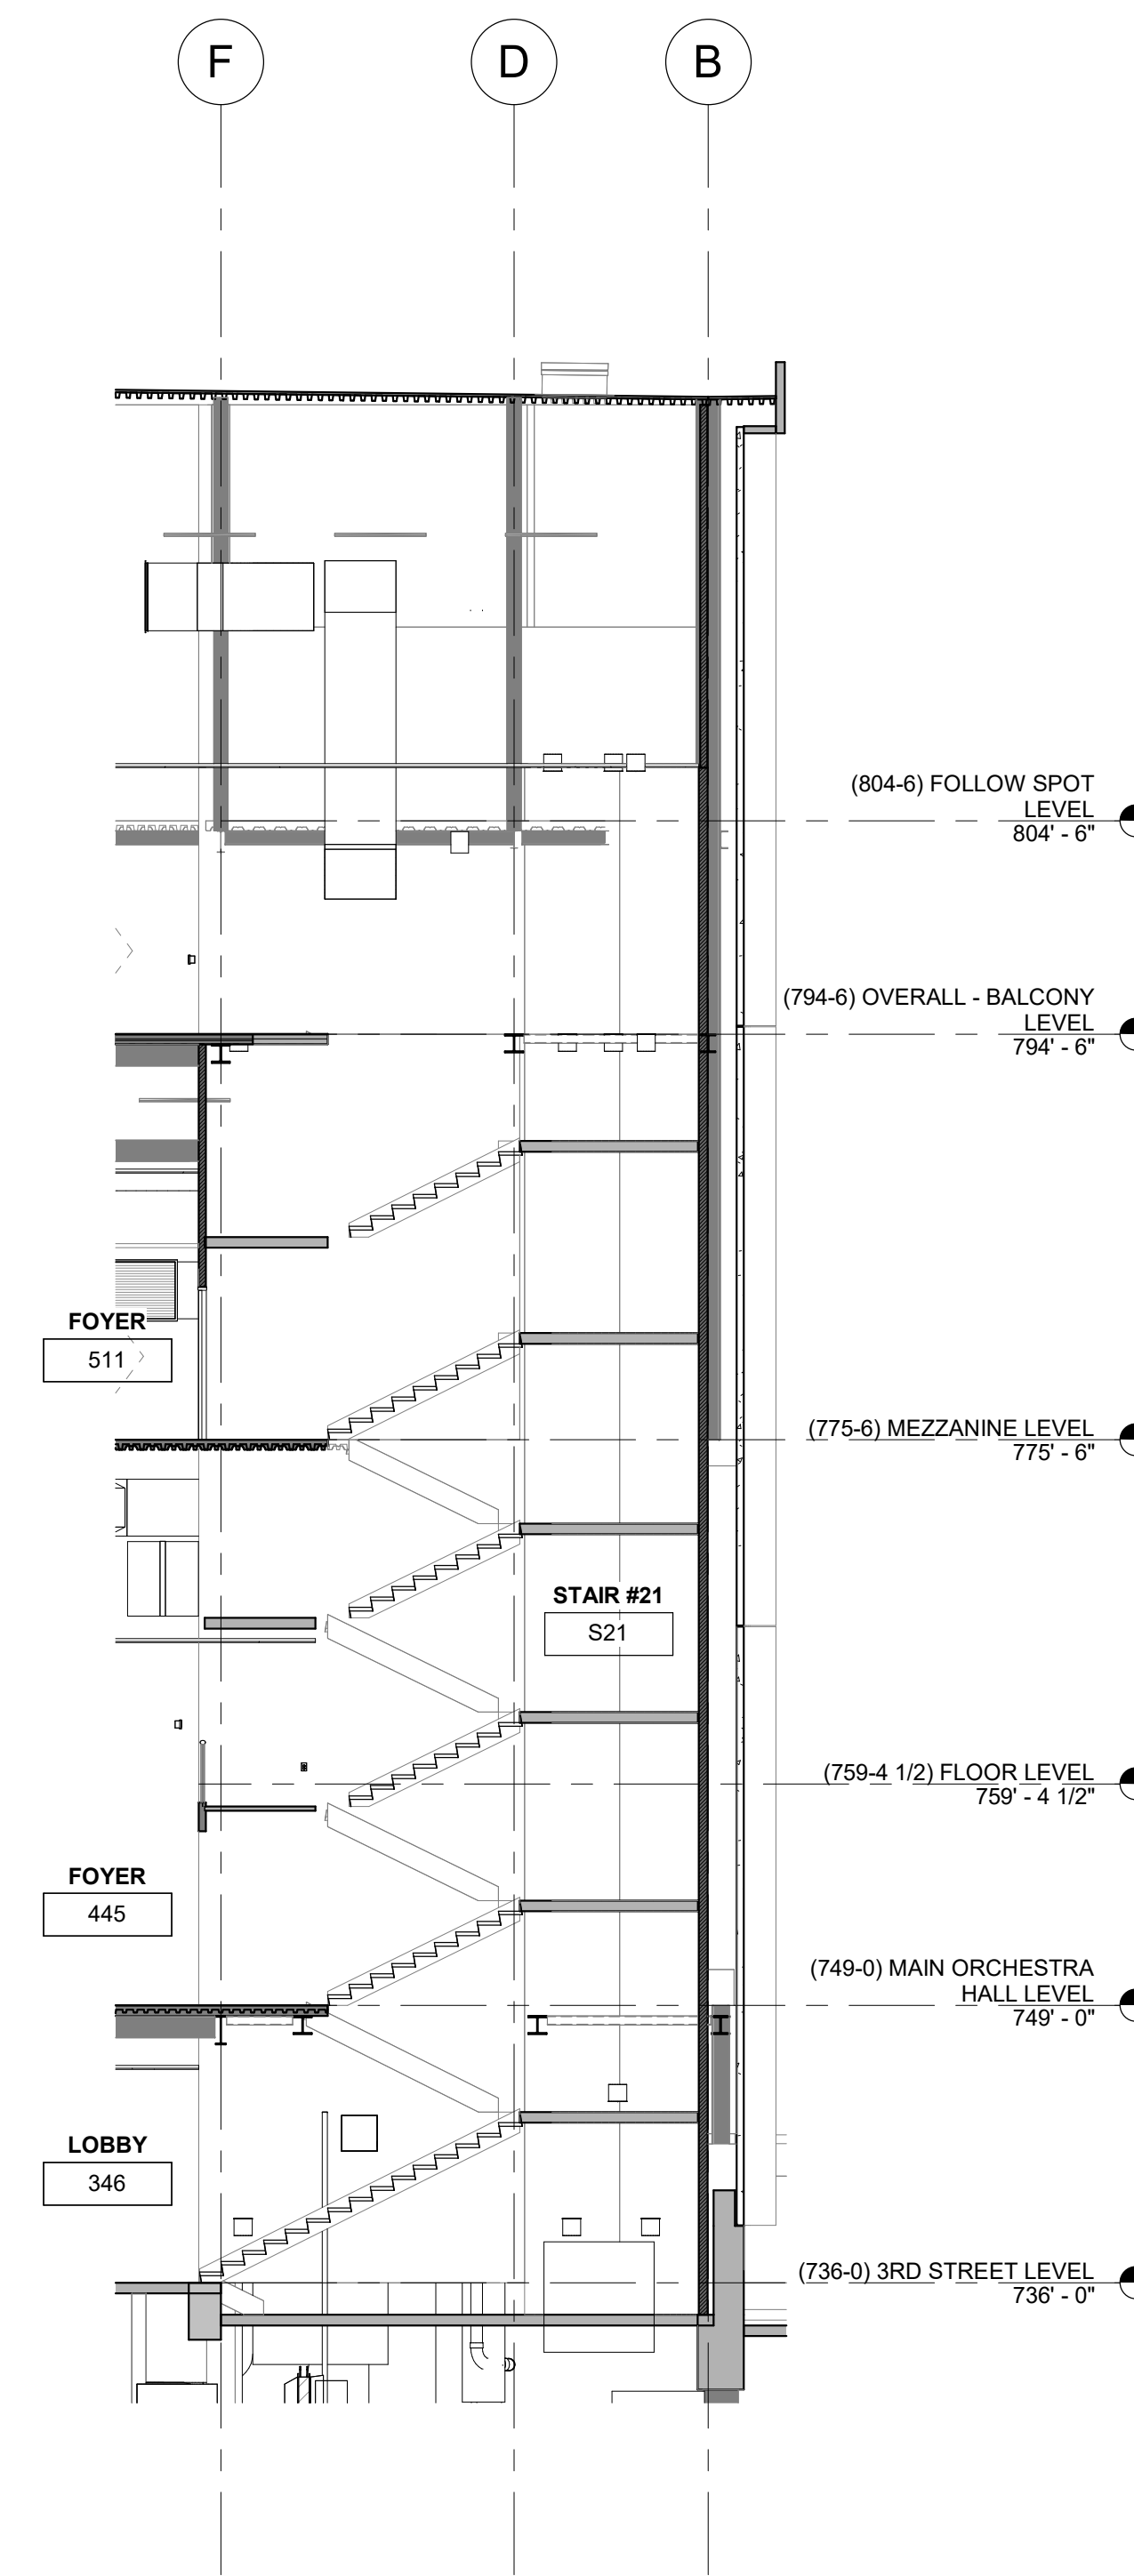 F
D
B
(804-6) FOLLOW SPOT
LEVEL
804' - 6"
(794-6) OVERALL - BALCONY
LEVEL
794' - 6"
FOYER
511
(775-6) MEZZANINE LEVEL
775' - 6"
STAIR #21
S21
(759-4 1/2) FLOOR LEVEL
759' - 4 1/2"
FOYER
445
(749-0) MAIN ORCHESTRA
HALL LEVEL
749' - 0"
LOBBY
346
(736-0) 3RD STREET LEVEL
736' - 0"